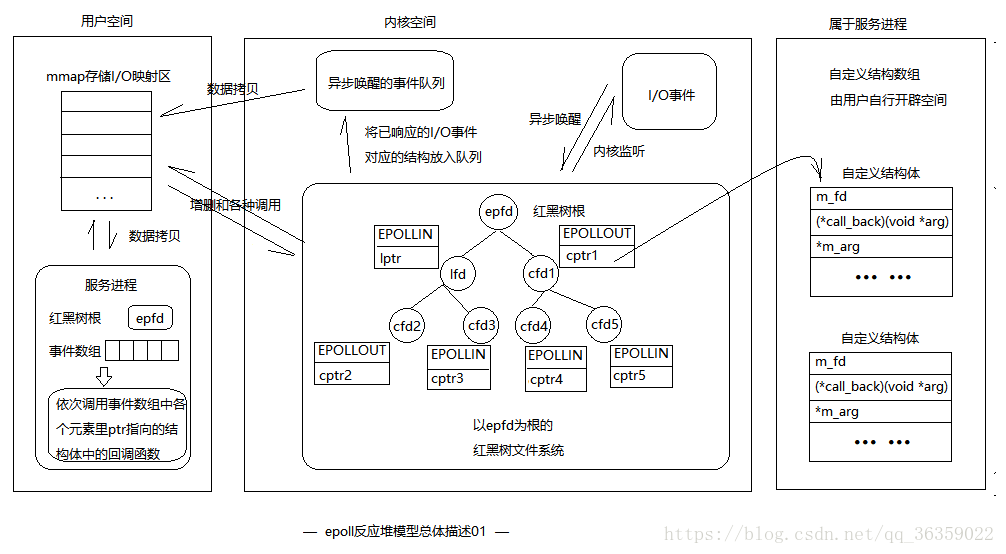 用户空间
内核空间
属于服务进程
mmap存储I/O映射区
...
数据拷贝
异步唤醒的事件队列
将已响应的I/O事件
对应的结构放入队列
异步唤醒
内核监听
I/O事件
增删和各种调用
数据拷贝
服务进程
红黑树根
epfd
事件数组
依次调用事件数组中各
个元素里ptr指向的结
构体中的回调函数
epfd
红黑树根
EPOLLIN
lptr
EPOLLOUT
cptr1
lfd
cfd1
cfd2
cfd3
cfd4
cfd5
EPOLLOUT
cptr2
EPOLLIN
cptr3
EPOLLIN
cptr4
EPOLLIN
cptr5
以epfd为根的
红黑树文件系统
自定义结构数组
由用户自行开辟空间
自定义结构体
m_fd
(*call_back)(void *arg)
*m_arg
••• •••
自定义结构体
m_fd
(*call_back)(void *arg)
*m_arg
••• •••
— epoll反应堆模型总体描述01 —
https://blog.csdn.net/qq_36359022